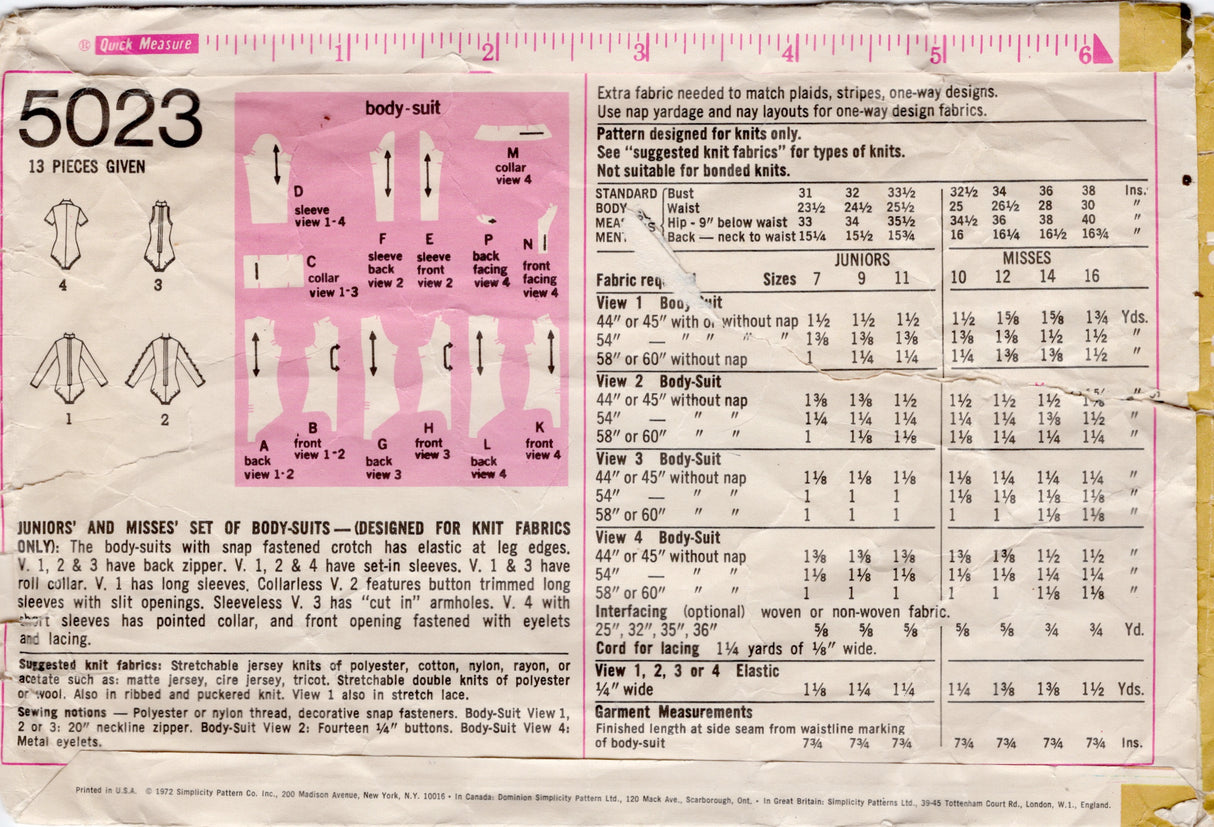 ® Quick Measure 1 2 3 4 5 6
5023
13 PIECES GIVEN
4 3
1 2
body-suit
D
sleeve
view 1-4
F
sleeve
back
view 2
E
sleeve
front
view 2
M
collar
view 4
P
back
facing
view 4
N
front
facing
view 4
C
collar
view 1-3
A
back
view 1-2
B
front
view 1-2
G
back
view 3
H
front
view 3
L
back
view 4
K
front
view 4
JUNIORS' AND MISSES' SET OF BODY-SUITS — (DESIGNED FOR KNIT FABRICS
ONLY): The body-suits with snap fastened crotch has elastic at leg edges.
V. 1, 2 & 3 have back zipper. V. 1, 2 & 4 have set-in sleeves. V. 1 & 3 have
roll collar. V. 1 has long sleeves. Collarless V. 2 features button trimmed long
sleeves with slit openings. Sleeveless V. 3 has "cut in" armholes. V. 4 with
short sleeves has pointed collar, and front opening fastened with eyelets
and lacing.
Suggested knit fabrics: Stretchable jersey knits of polyester, cotton, nylon, rayon, or
acetate such as: matte jersey, cire jersey, tricot. Stretchable double knits of polyester
or wool. Also in ribbed and puckered knit. View 1 also in stretch lace.
Sewing notions — Polyester or nylon thread, decorative snap fasteners. Body-Suit View 1,
2 or 3: 20" neckline zipper. Body-Suit View 2: Fourteen ¼" buttons. Body-Suit View 4:
Metal eyelets.
Extra fabric needed to match plaids, stripes, one-way designs.
Use nap yardage and nay layouts for one-way design fabrics.
Pattern designed for knits only.
See "suggested knit fabrics" for types of knits.
Not suitable for bonded knits.
STANDARD Bust 31 32 33½ 32½ 34 36 38 Ins.
BODY Waist 23½ 24½ 25½ 25 26½ 28 30 "
MEAS Hip - 9" below waist 33 34 35½ 34½ 36 38 40 "
MENT Back — neck to waist 15¼ 15½ 15¾ 16 16¼ 16½ 16¾ "
JUNIORS MISSES
Fabric req Sizes 7 9 11 10 12 14 16
View 1 Body-Suit
44" or 45" with or without nap 1½ 1½ 1½ 1½ 1⅝ 1⅝ 1¾ Yds.
54" — " " " " 1⅜ 1⅜ 1⅜ 1⅜ 1⅜ 1½ 1½ "
58" or 60" without nap 1 1¼ 1¼ 1¼ 1⅜ 1⅜ 1½ "
View 2 Body-Suit
44" or 45" without nap 1⅜ 1⅜ 1½ 1½ 1½ 1½ "
54" — " " 1¼ 1¼ 1¼ 1¼ 1¼ 1⅜ 1½ "
58" or 60" " " 1 1⅛ 1⅛ 1⅛ 1¼ 1¼ 1¼ "
View 3 Body-Suit
44" or 45" without nap 1⅛ 1⅛ 1⅛ 1⅛ 1¼ 1¼ 1¼ "
54" — " " 1 1 1 1⅛ 1⅛ 1⅛ 1⅛ "
58" or 60" " " 1 1 1 1 1 1⅛ 1⅛ "
View 4 Body-Suit
44" or 45" without nap 1⅜ 1⅜ 1⅜ 1⅜ 1⅜ 1½ 1½ "
54" — " " 1⅛ 1⅛ 1⅛ 1⅛ 1⅛ 1¼ 1¼ "
58" or 60" " " 1 1 1 1 1 1⅛ 1⅛ "
Interfacing (optional) woven or non-woven fabric.
25", 32", 35", 36" ⅝ ⅝ ⅝ ⅝ ⅝ ¾ ¾ Yd.
Cord for lacing 1¼ yards of ⅛" wide.
View 1, 2, 3 or 4 Elastic
¼" wide 1⅛ 1¼ 1¼ 1¼ 1⅜ 1⅜ 1½ Yds.
Garment Measurements
Finished length at side seam from waistline marking
of body-suit 7¾ 7¾ 7¾ 7¾ 7¾ 7¾ 7¾ Ins.
Printed in U.S.A. © 1972 Simplicity Pattern Co. Inc., 200 Madison Avenue, New York, N.Y. 10016 • In Canada: Dominion Simplicity Pattern Ltd., 120 Mack Ave., Scarborough, Ont. • In Great Britain: Simplicity Patterns Ltd., 39-45 Tottenham Court Rd., London, W.1., England.